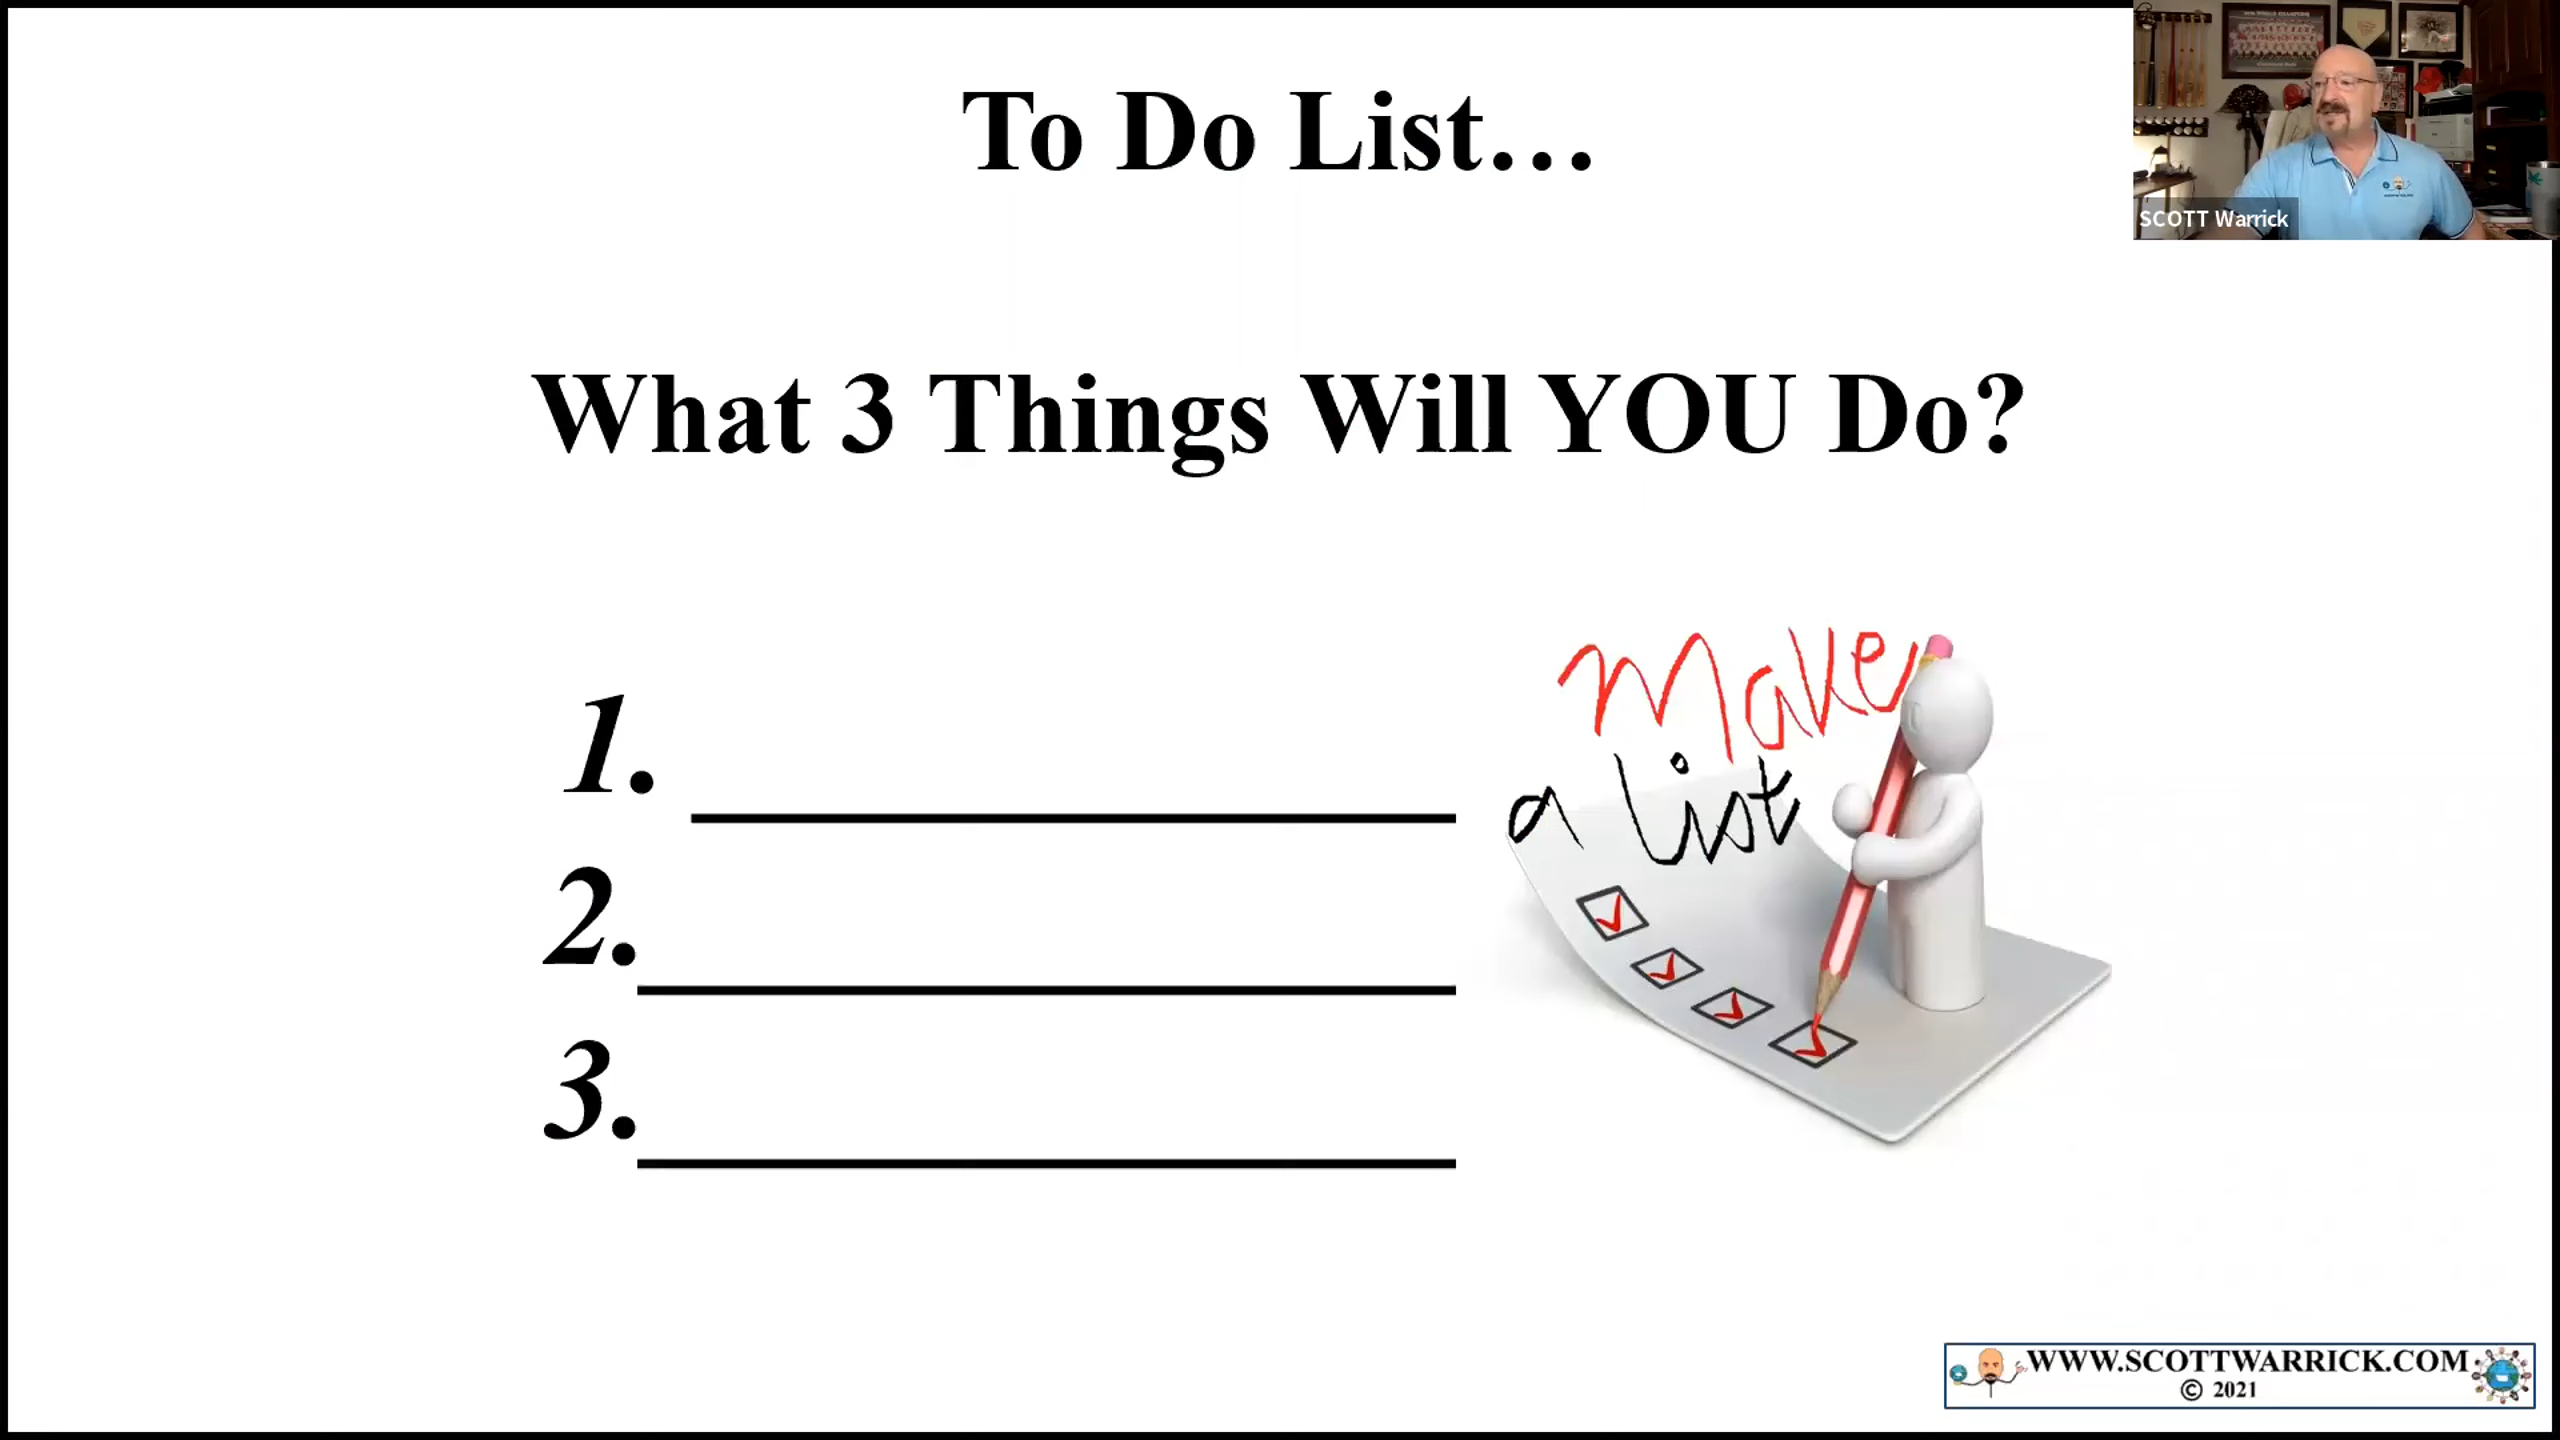 To Do List…
SCOTT Warrick
What 3 Things Will YOU Do?
Make
a list
1.
2.
3.
WWW.SCOTTWARRICK.COM
© 2021